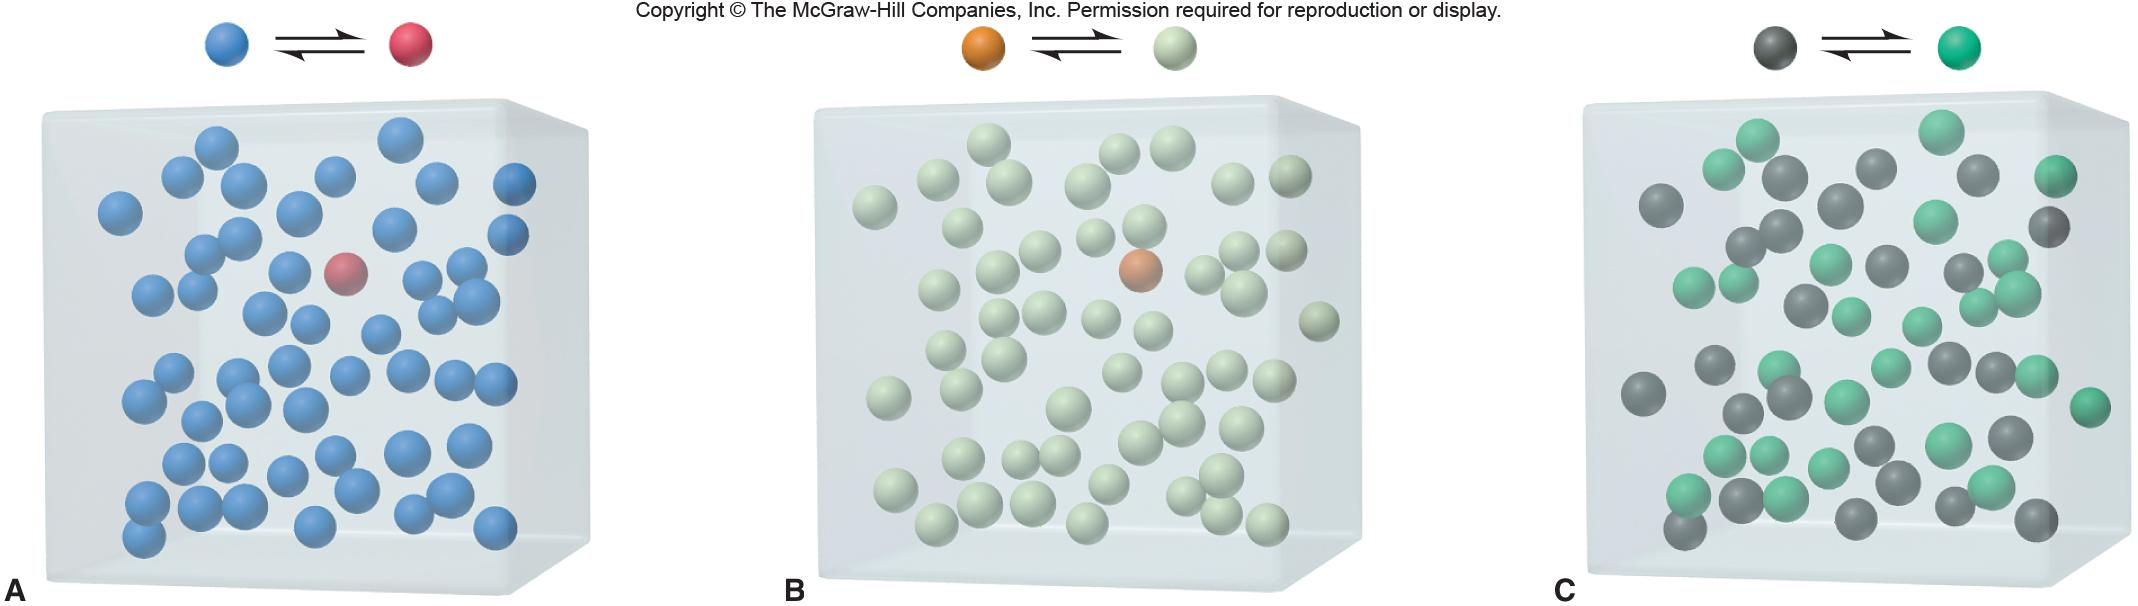 Copyright © The McGraw-Hill Companies, Inc. Permission required for reproduction or display.
A
B
C